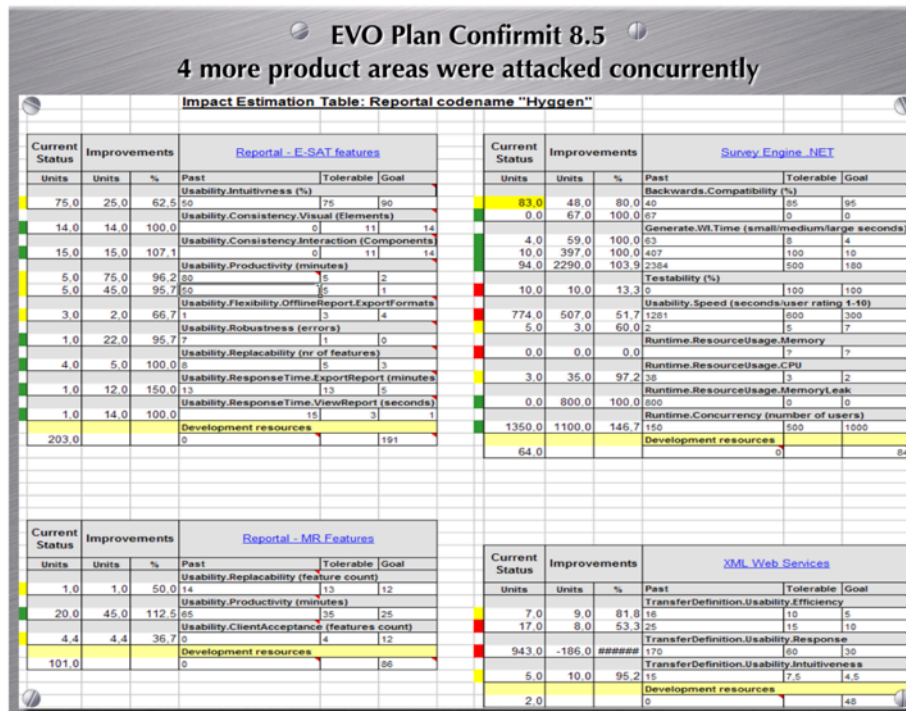 EVO Plan Confirmit 8.5
4 more product areas were attacked concurrently
Impact Estimation Table: Reportal codename "Hyggen"
Current Status Improvements Reportal - E-SAT features
Units Units % Past Tolerable Goal
Usability.Intuitivness (%)
75,0 25,0 62,5 50 75 90
Usability.Consistency.Visual (Elements)
14,0 14,0 100,0 0 11 14
Usability.Consistency.Interaction (Components)
15,0 15,0 107,1 0 11 14
Usability.Productivity (minutes)
5,0 75,0 96,2 80 5 2
5,0 45,0 95,7 50 5 1
Usability.Flexibility.OfflineReport.ExportFormats
3,0 2,0 66,7 1 3 4
Usability.Robustness (errors)
1,0 22,0 95,7 7 1 0
Usability.Replacability (nr of features)
4,0 5,0 100,0 8 5 3
Usability.ResponseTime.ExportReport (minutes
1,0 12,0 150,0 13 13 5
Usability.ResponseTime.ViewReport (seconds)
1,0 14,0 100,0 15 3 1
Development resources
203,0 0 191
Current Status Improvements Survey Engine .NET
Units Units % Past Tolerable Goal
Backwards.Compatibility (%)
83,0 48,0 80,0 40 85 95
0,0 67,0 100,0 67 0 0
Generate.WI.Time (small/medium/large seconds)
4,0 59,0 100,0 63 8 4
10,0 397,0 100,0 407 100 10
94,0 2290,0 103,9 2384 500 180
Testability (%)
10,0 10,0 13,3 0 100 100
Usability.Speed (seconds/user rating 1-10)
774,0 507,0 51,7 1281 600 300
5,0 3,0 60,0 2 5 7
Runtime.ResourceUsage.Memory
0,0 0,0 0,0 ? ?
Runtime.ResourceUsage.CPU
3,0 35,0 97,2 38 3 2
Runtime.ResourceUsage.MemoryLeak
0,0 800,0 100,0 800 0 0
Runtime.Concurrency (number of users)
1350,0 1100,0 146,7 150 500 1000
Development resources
64,0 0 84
Current Status Improvements Reportal - MR Features
Units Units % Past Tolerable Goal
Usability.Replacability (feature count)
1,0 1,0 50,0 14 13 12
Usability.Productivity (minutes)
20,0 45,0 112,5 65 35 25
Usability.ClientAcceptance (features count)
4,4 4,4 36,7 0 4 12
Development resources
101,0 0 86
Current Status Improvements XML Web Services
Units Units % Past Tolerable Goal
TransferDefinition.Usability.Efficiency
7,0 9,0 81,8 16 10 5
17,0 8,0 53,3 25 15 10
TransferDefinition.Usability.Response
943,0 -186,0 ###### 170 60 30
TransferDefinition.Usability.Intuitiveness
5,0 10,0 95,2 15 7,5 4,5
Development resources
2,0 0 48